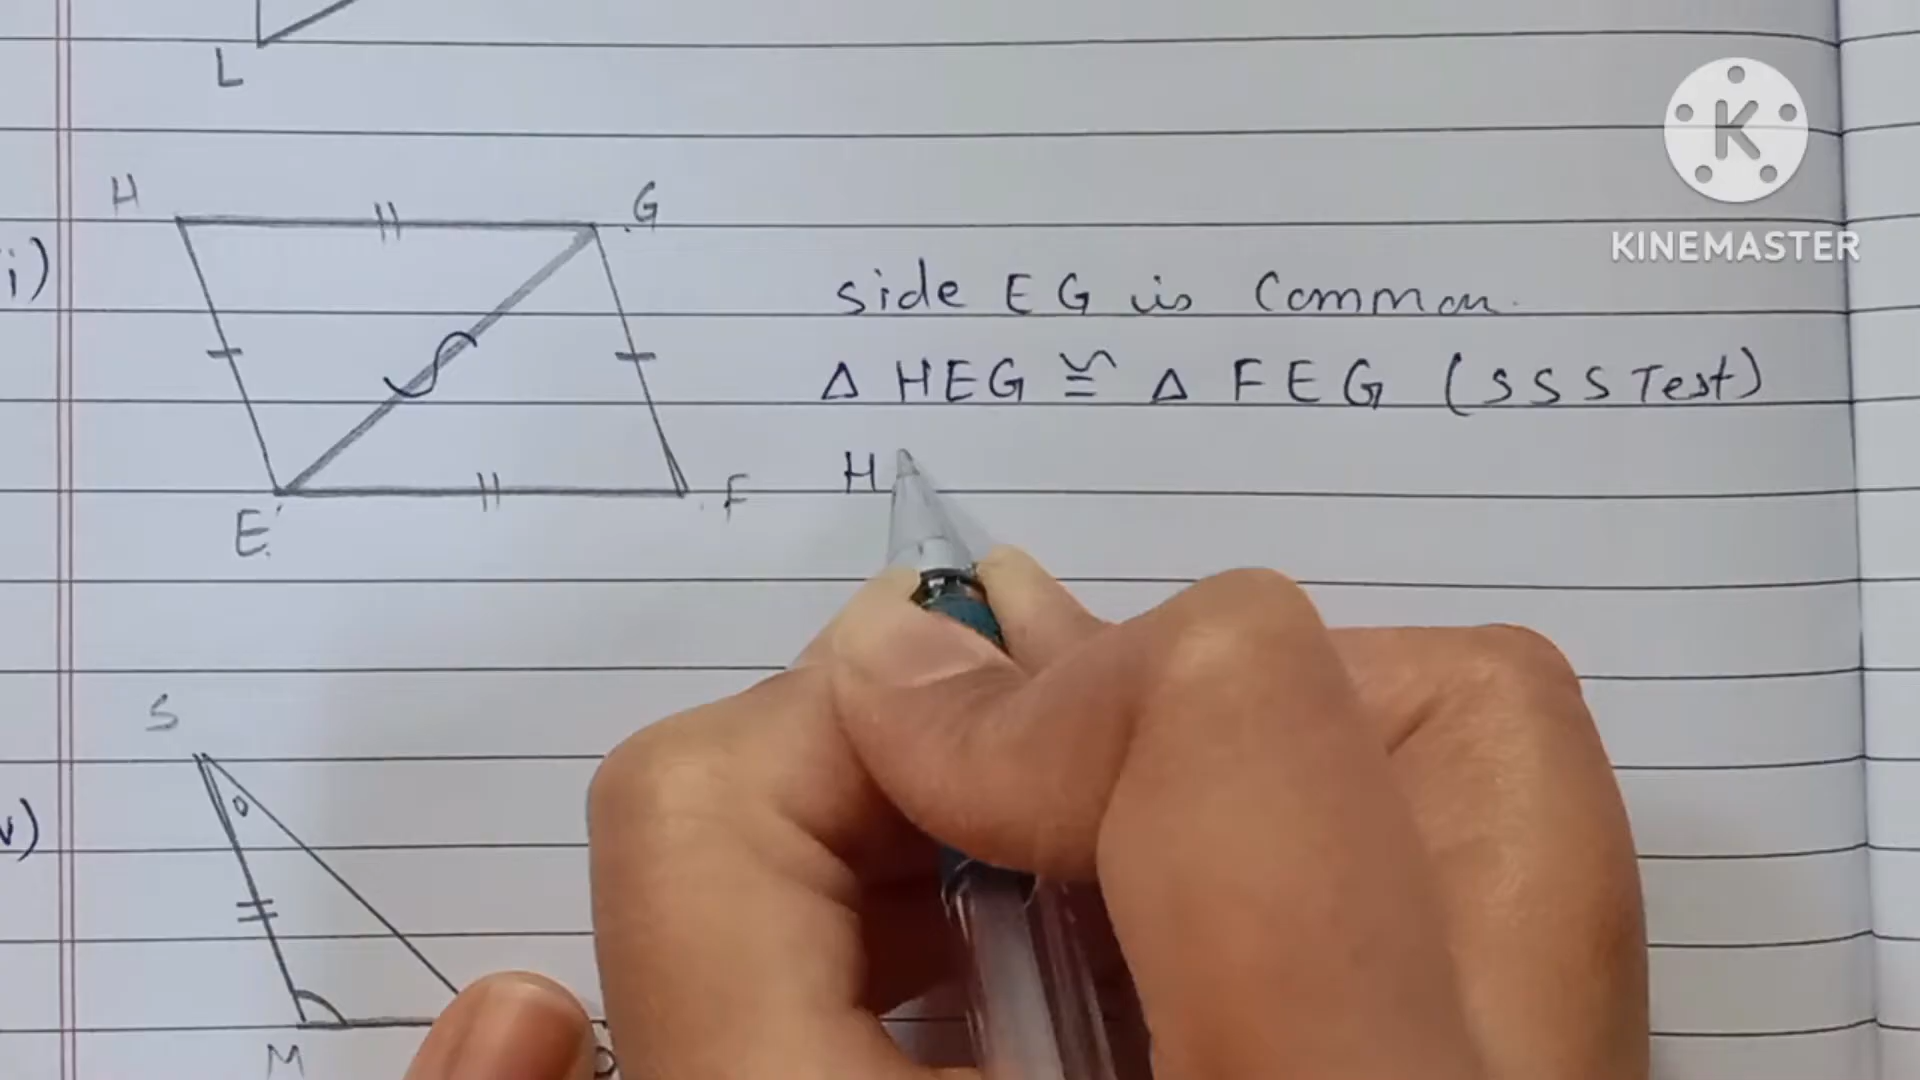 L
H
G
i)
side EG is Common.
△ HEG ≅ △ FEG (SSS Test)
H
E
F
S
v)
M
K
KINEMASTER